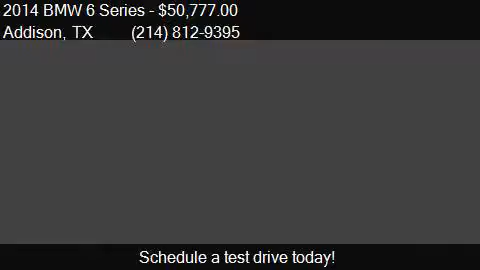 2014 BMW 6 Series - $50,777.00
Addison, TX (214) 812-9395
Schedule a test drive today!